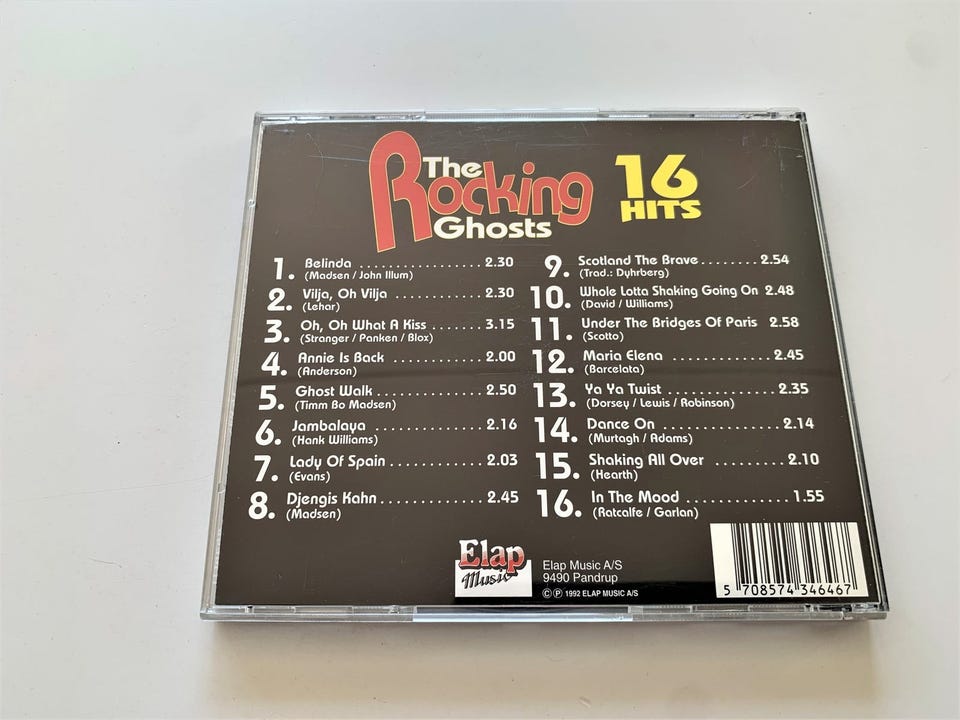 The
Rocking
Ghosts
16
HITS
1. Belinda ................. 2.30
(Madsen / John Illum)
2. Vilja, Oh Vilja ............ 2.30
(Lehar)
3. Oh, Oh What A Kiss ....... 3.15
(Stranger / Panken / Blox)
4. Annie Is Back ............ 2.00
(Anderson)
5. Ghost Walk .............. 2.50
(Timm Bo Madsen)
6. Jambalaya .............. 2.16
(Hank Williams)
7. Lady Of Spain ............ 2.03
(Evans)
8. Djengis Kahn ............. 2.45
(Madsen)
9. Scotland The Brave ........ 2.54
(Trad.: Dyhrberg)
10. Whole Lotta Shaking Going On 2.48
(David / Williams)
11. Under The Bridges Of Paris 2.58
(Scotto)
12. Maria Elena ............. 2.45
(Barcelata)
13. Ya Ya Twist .............. 2.35
(Dorsey / Lewis / Robinson)
14. Dance On ................ 2.14
(Murtagh / Adams)
15. Shaking All Over ......... 2.10
(Hearth)
16. In The Mood ............. 1.55
(Ratcalfe / Garlan)
Elap
Music
Elap Music A/S
9490 Pandrup
© ℗ 1992 ELAP MUSIC A/S
5 708574 346467